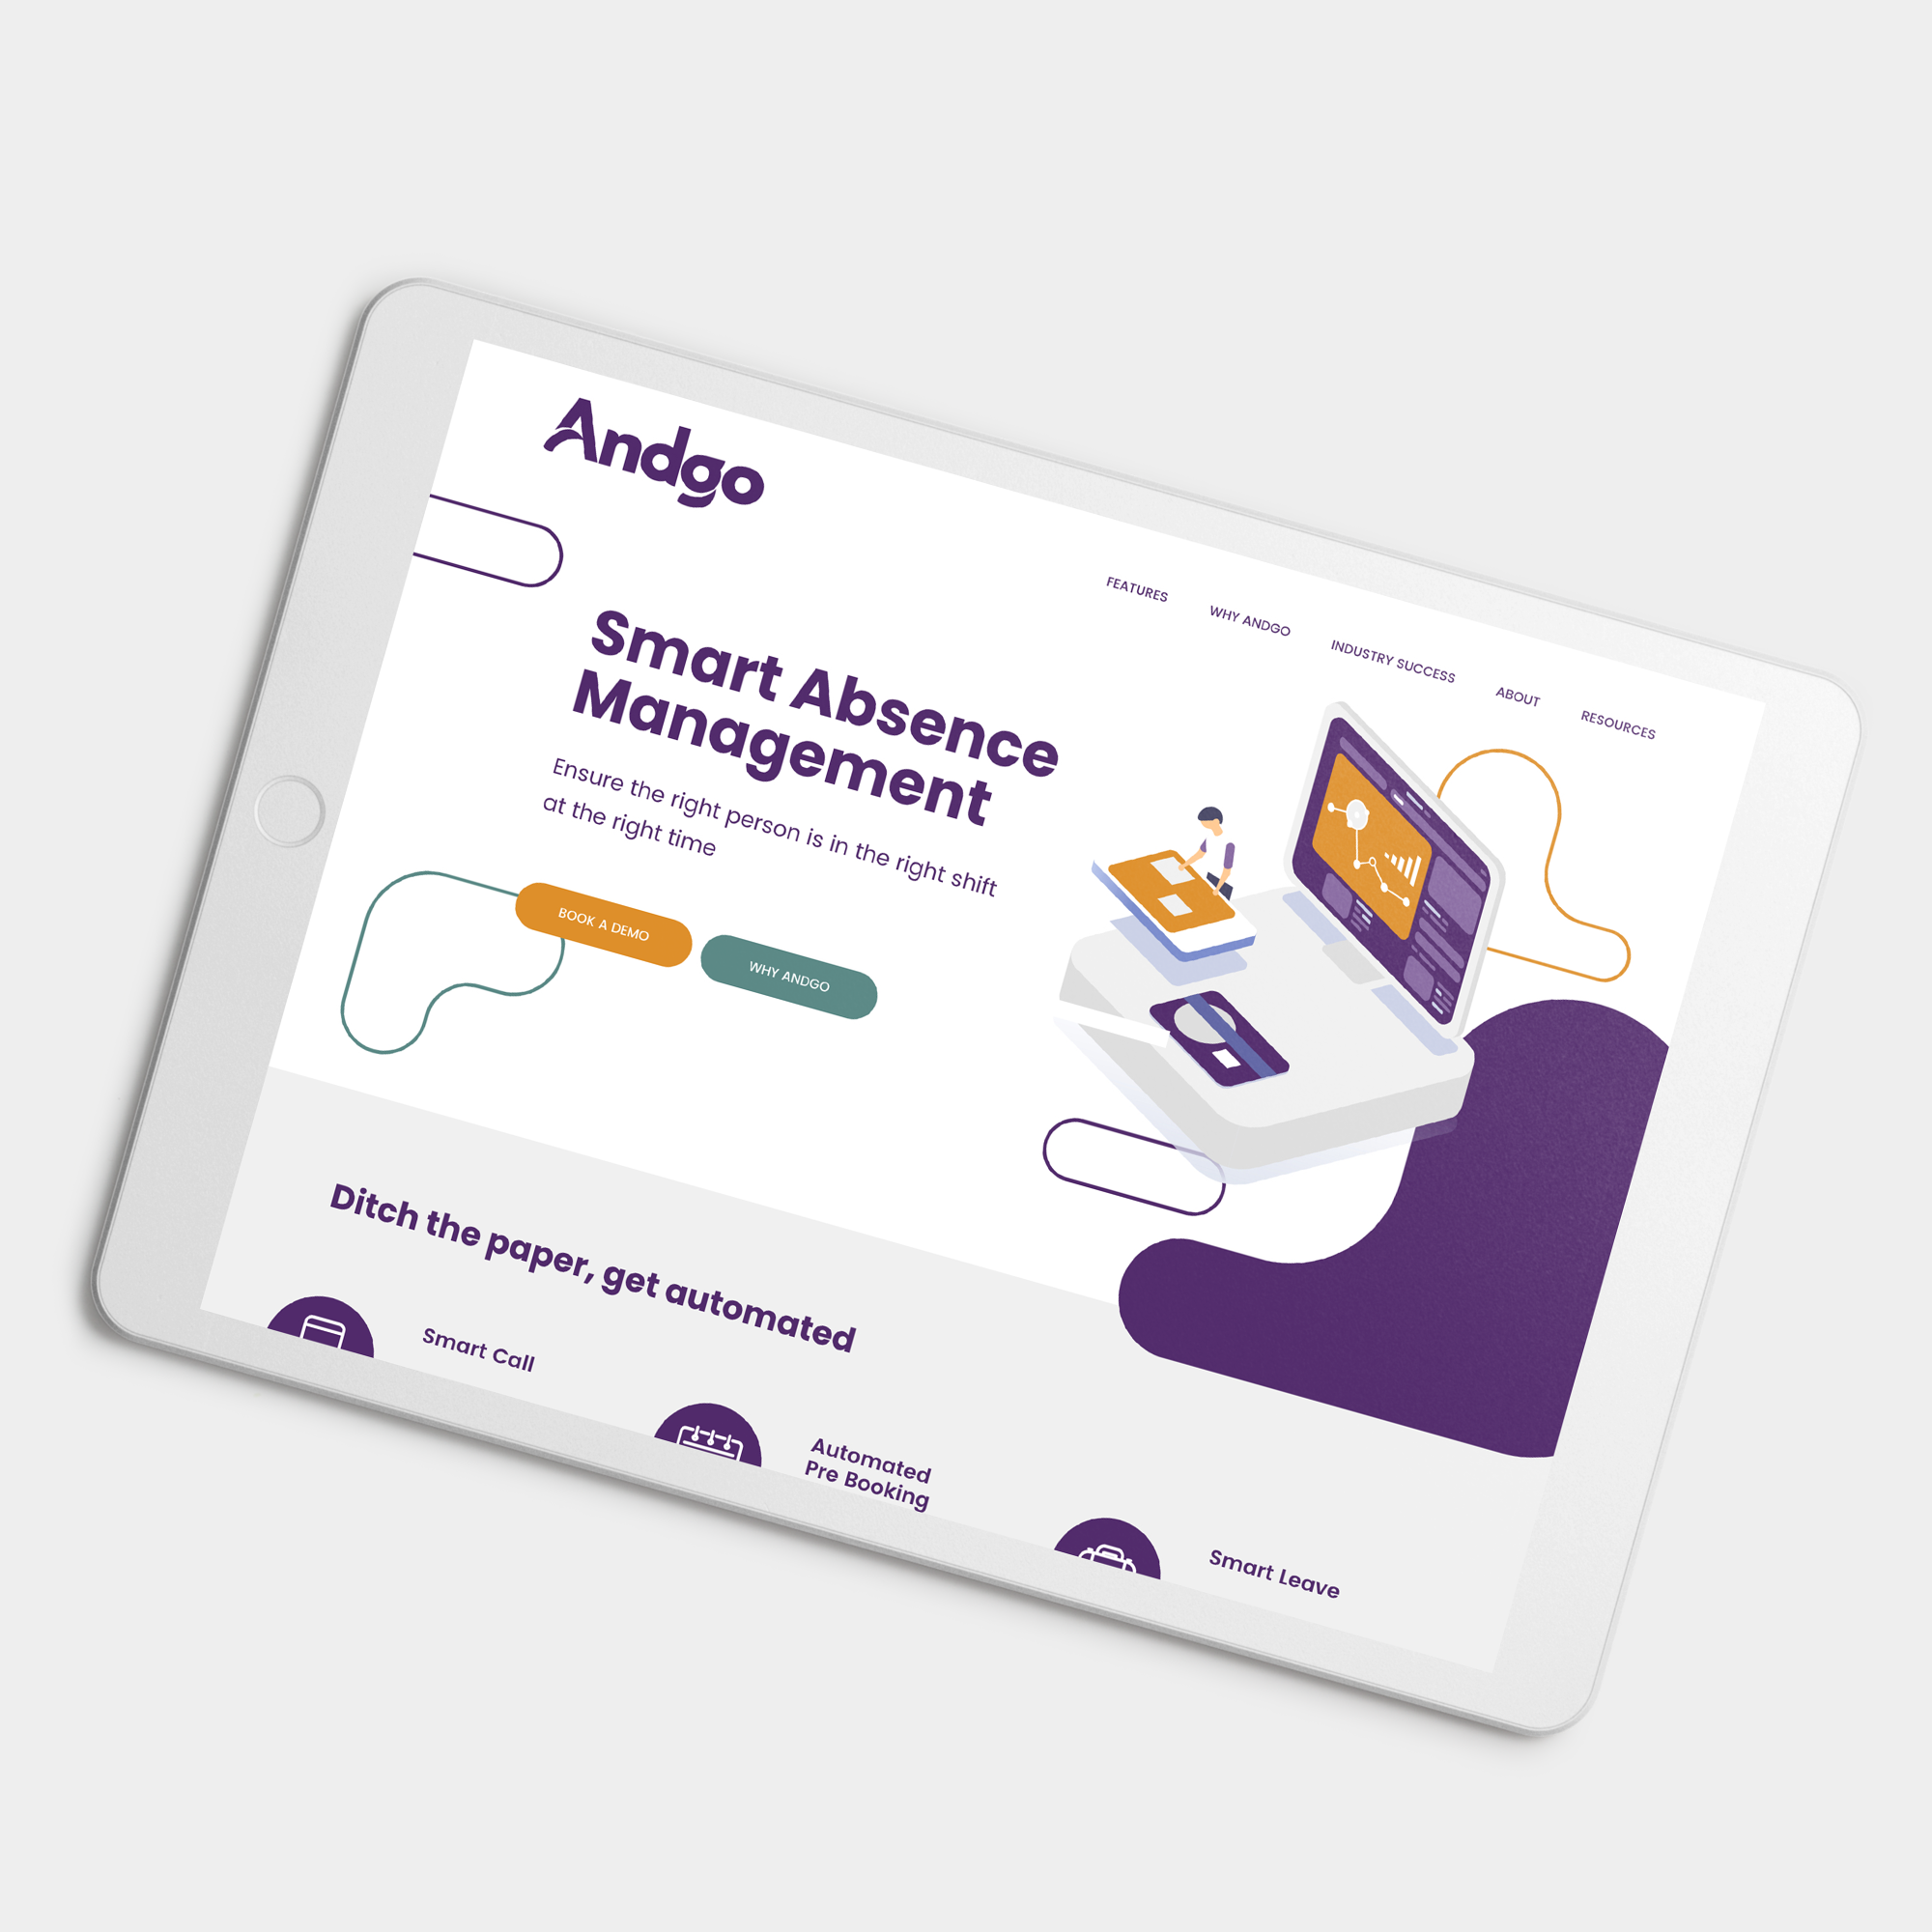 Andgo
FEATURES
WHY ANDGO
INDUSTRY SUCCESS
ABOUT
RESOURCES
Smart Absence
Management
Ensure the right person is in the right shift
at the right time
BOOK A DEMO
WHY ANDGO
Ditch the paper, get automated
Smart Call
Automated
Pre Booking
Smart Leave